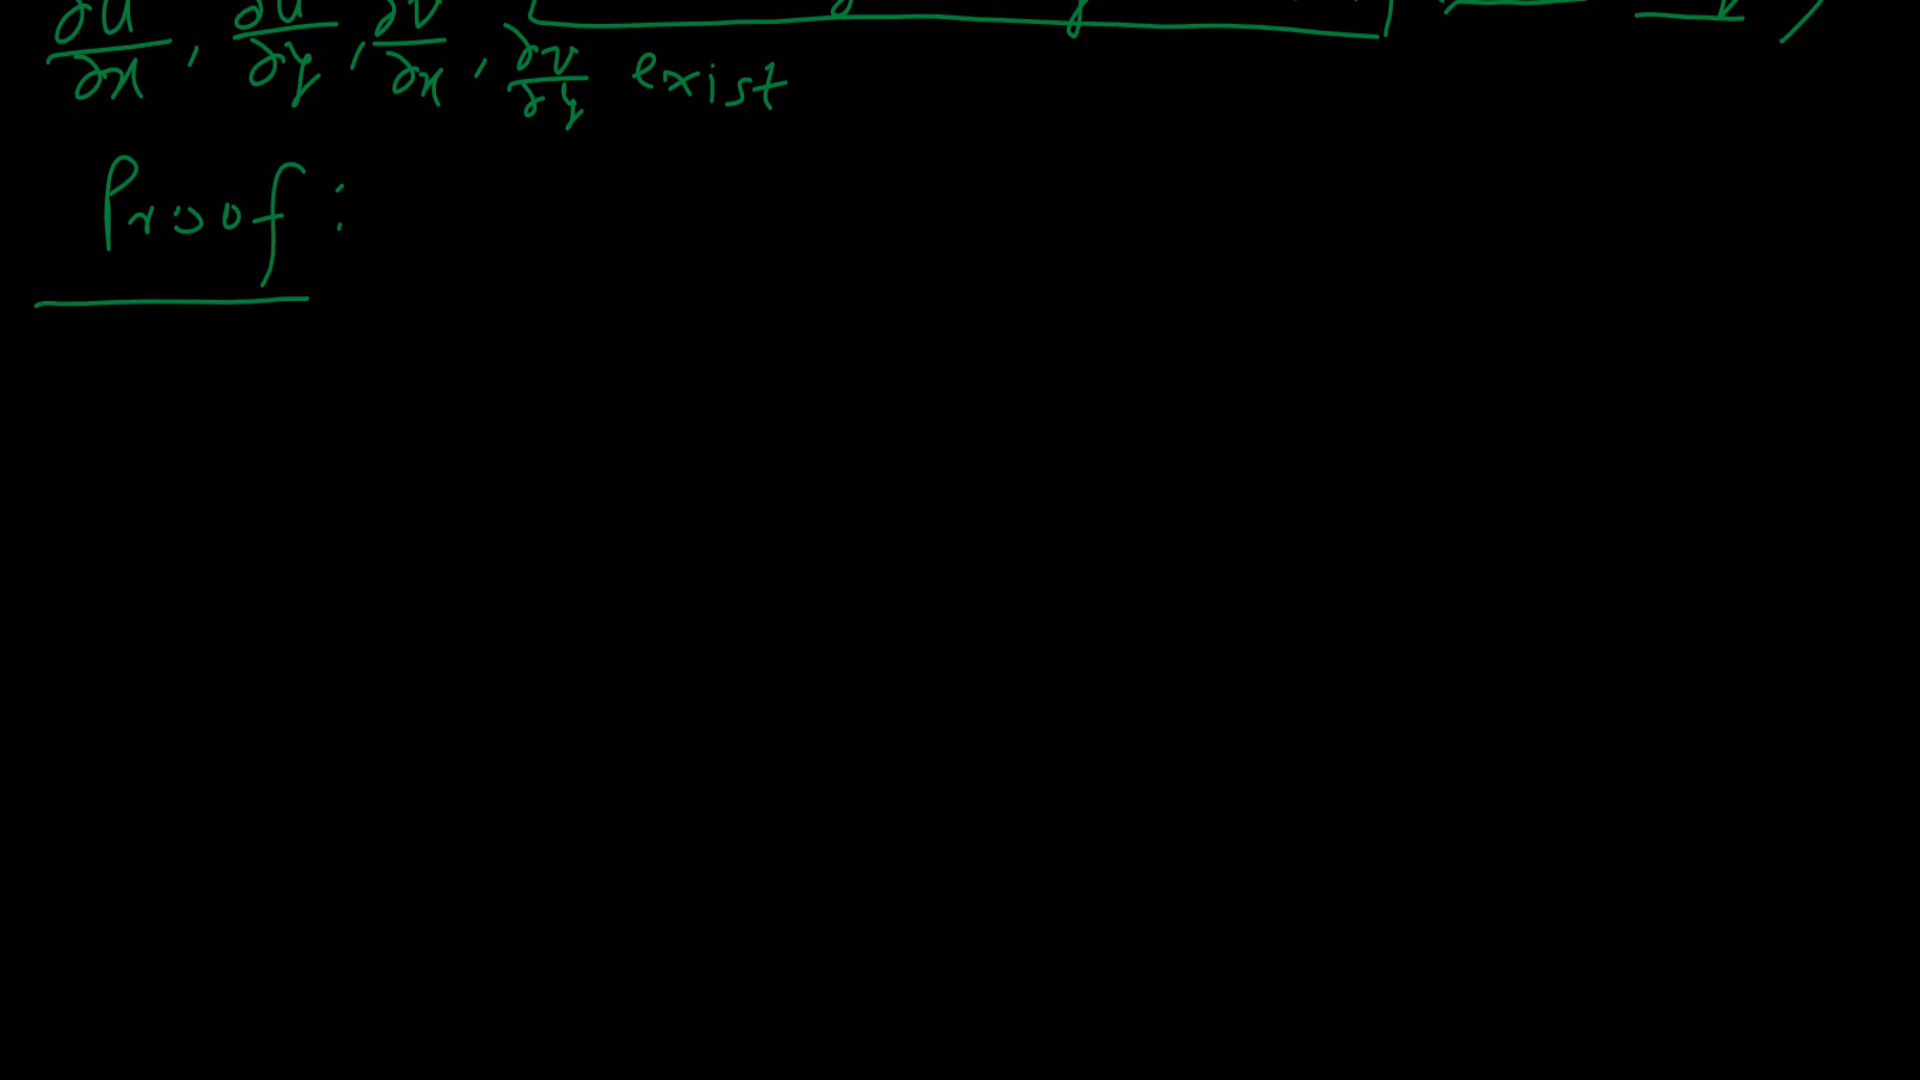 ∂u/∂x, ∂u/∂y, ∂v/∂x, ∂v/∂y exist
Proof: